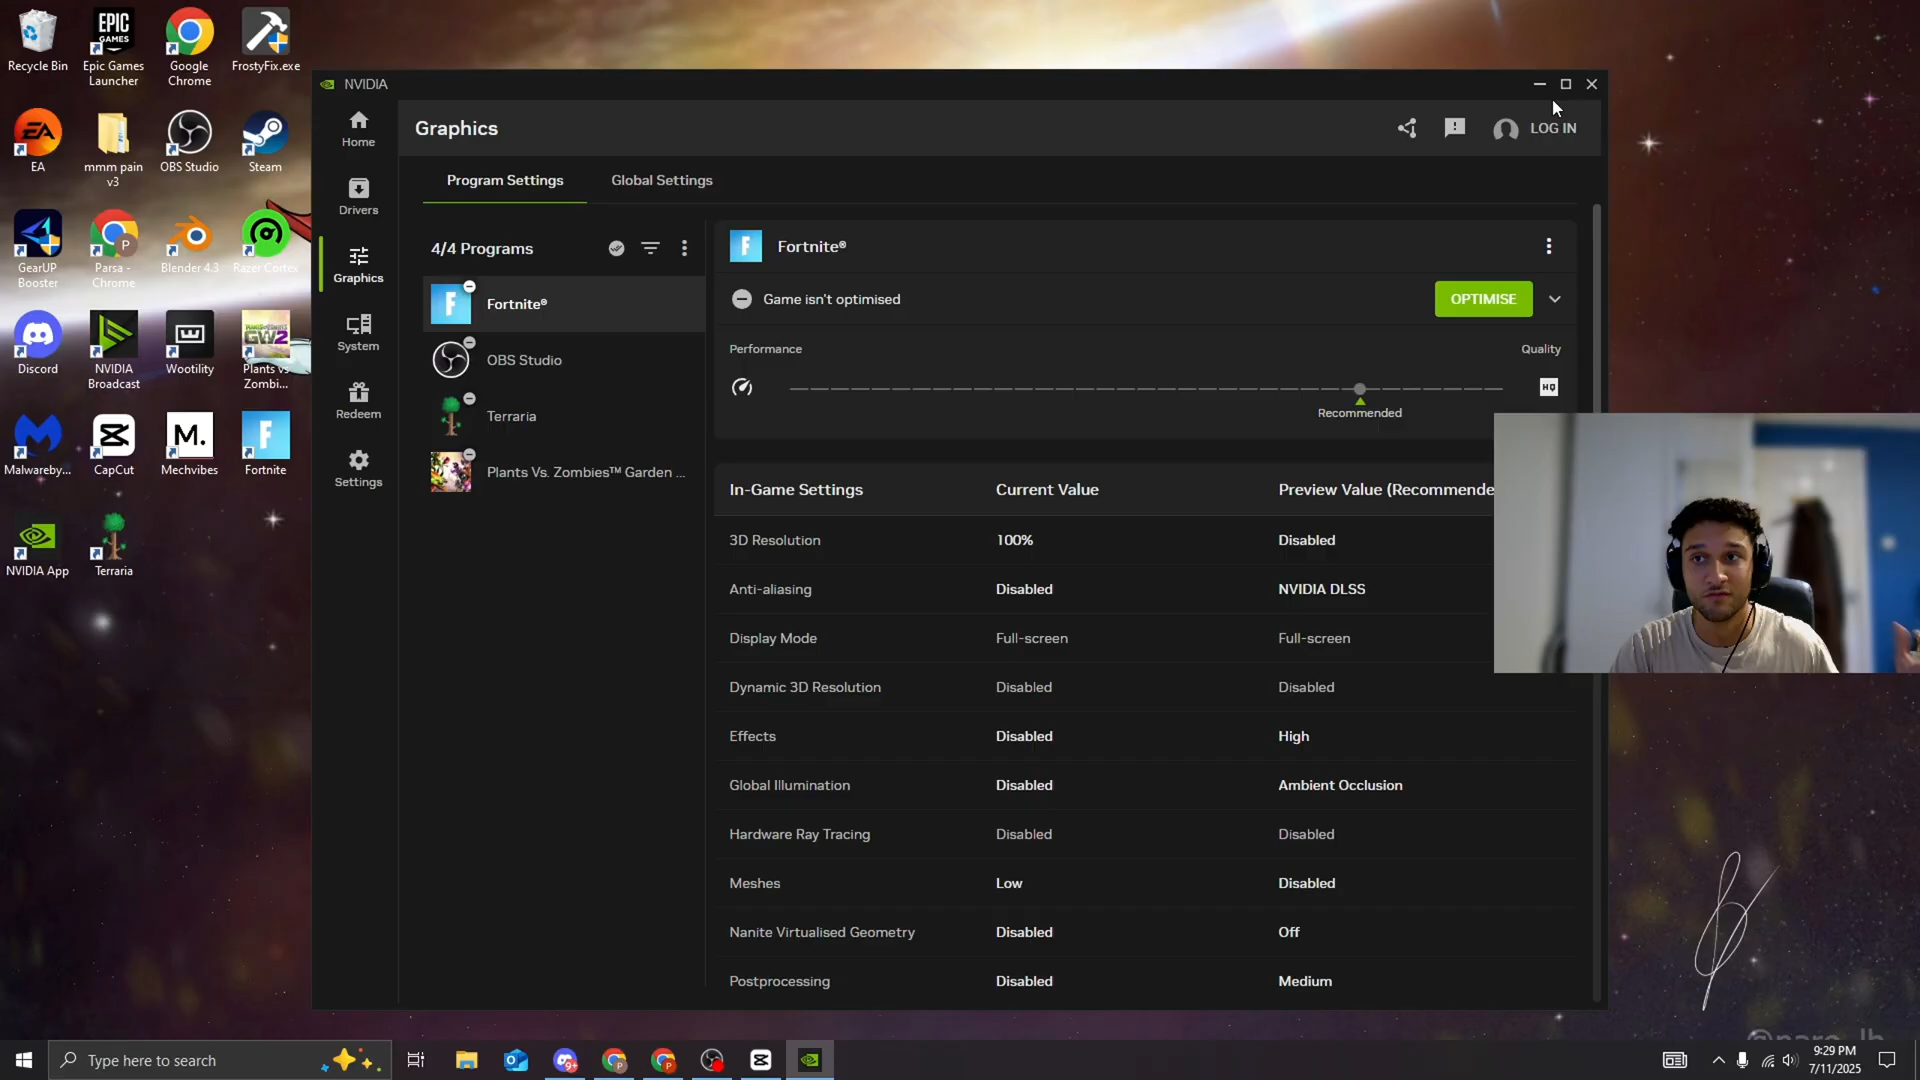 Recycle Bin
EPIC GAMES
Epic Games Launcher
Google Chrome
FrostyFix.exe
EA
EA
mmm pain v3
OBS Studio
Steam
GearUP Booster
P
Parsa - Chrome
Blender 4.3
Razer Cortex
Discord
NVIDIA Broadcast
Wootility
GW2
Plants vs Zombi...
Malwareby...
CapCut
M.
Mechvibes
F
Fortnite
NVIDIA App
Terraria
NVIDIA
Home
Drivers
Graphics
System
Redeem
Settings
Graphics
LOG IN
Program Settings
Global Settings
4/4 Programs
F
Fortnite®
OBS Studio
Terraria
Plants Vs. Zombies™ Garden ...
F
Fortnite®
Game isn't optimised
OPTIMISE
Performance
Quality
HQ
Recommended
In-Game Settings Current Value Preview Value (Recommende
3D Resolution 100% Disabled
Anti-aliasing Disabled NVIDIA DLSS
Display Mode Full-screen Full-screen
Dynamic 3D Resolution Disabled Disabled
Effects Disabled High
Global Illumination Disabled Ambient Occlusion
Hardware Ray Tracing Disabled Disabled
Meshes Low Disabled
Nanite Virtualised Geometry Disabled Off
Postprocessing Disabled Medium
Type here to search
9+
P
P
9:29 PM
7/11/2025